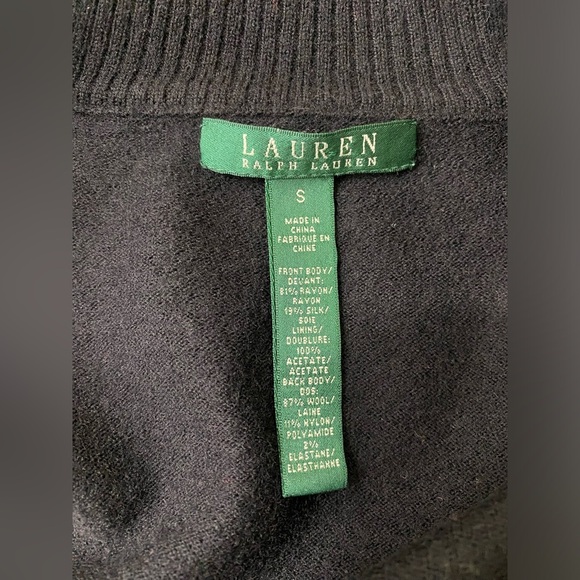 LAUREN
RALPH LAUREN
S
MADE IN
CHINA
FABRIQUE EN
CHINE
FRONT BODY/
DEVANT:
81% RAYON/
RAYON
19% SILK/
SOIE
LINING/
DOUBLURE:
100%
ACETATE/
ACETATE
BACK BODY/
DOS:
87% WOOL/
LAINE
11% NYLON/
POLYAMIDE
2%
ELASTANE/
ELASTHANNE